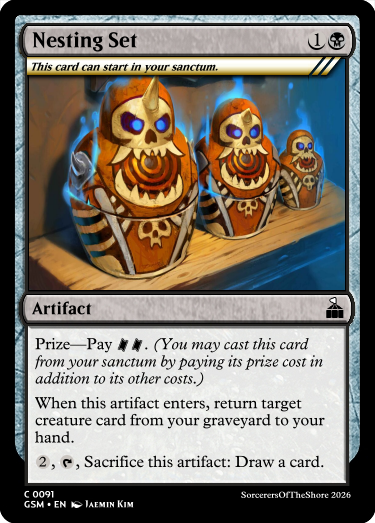 Nesting Set 1
This card can start in your sanctum.
Artifact
Prize—Pay . (You may cast this card
from your sanctum by paying its prize cost in
addition to its other costs.)
When this artifact enters, return target
creature card from your graveyard to your
hand.
2, , Sacrifice this artifact: Draw a card.
C 0091
GSM • EN Jaemin Kim
SorcerersOfTheShore 2026